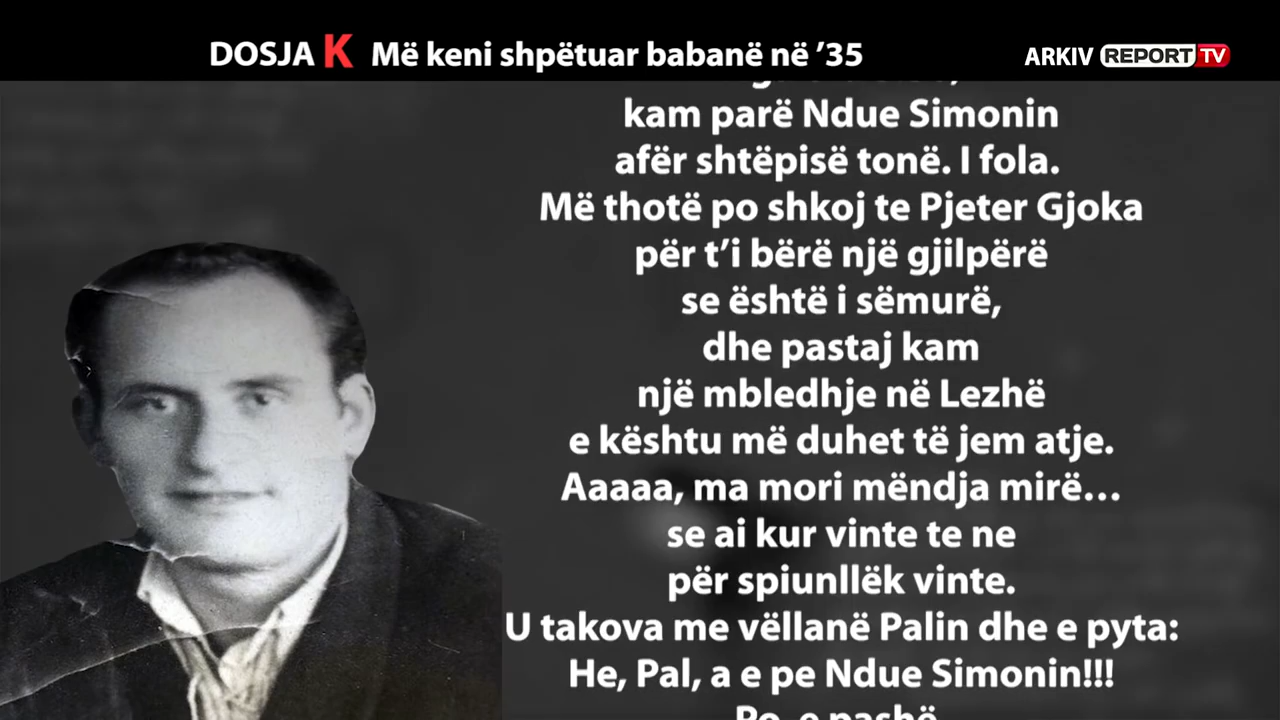 DOSJA K Më keni shpëtuar babanë në ’35
ARKIV REPORT TV
kam parë Ndue Simonin
afër shtëpisë tonë. I fola.
Më thotë po shkoj te Pjeter Gjoka
për t’i bërë një gjilpërë
se është i sëmurë,
dhe pastaj kam
një mbledhje në Lezhë
e kështu më duhet të jem atje.
Aaaaa, ma mori mëndja mirë...
se ai kur vinte te ne
për spiunllëk vinte.
U takova me vëllanë Palin dhe e pyta:
He, Pal, a e pe Ndue Simonin!!!
Po, e pashë